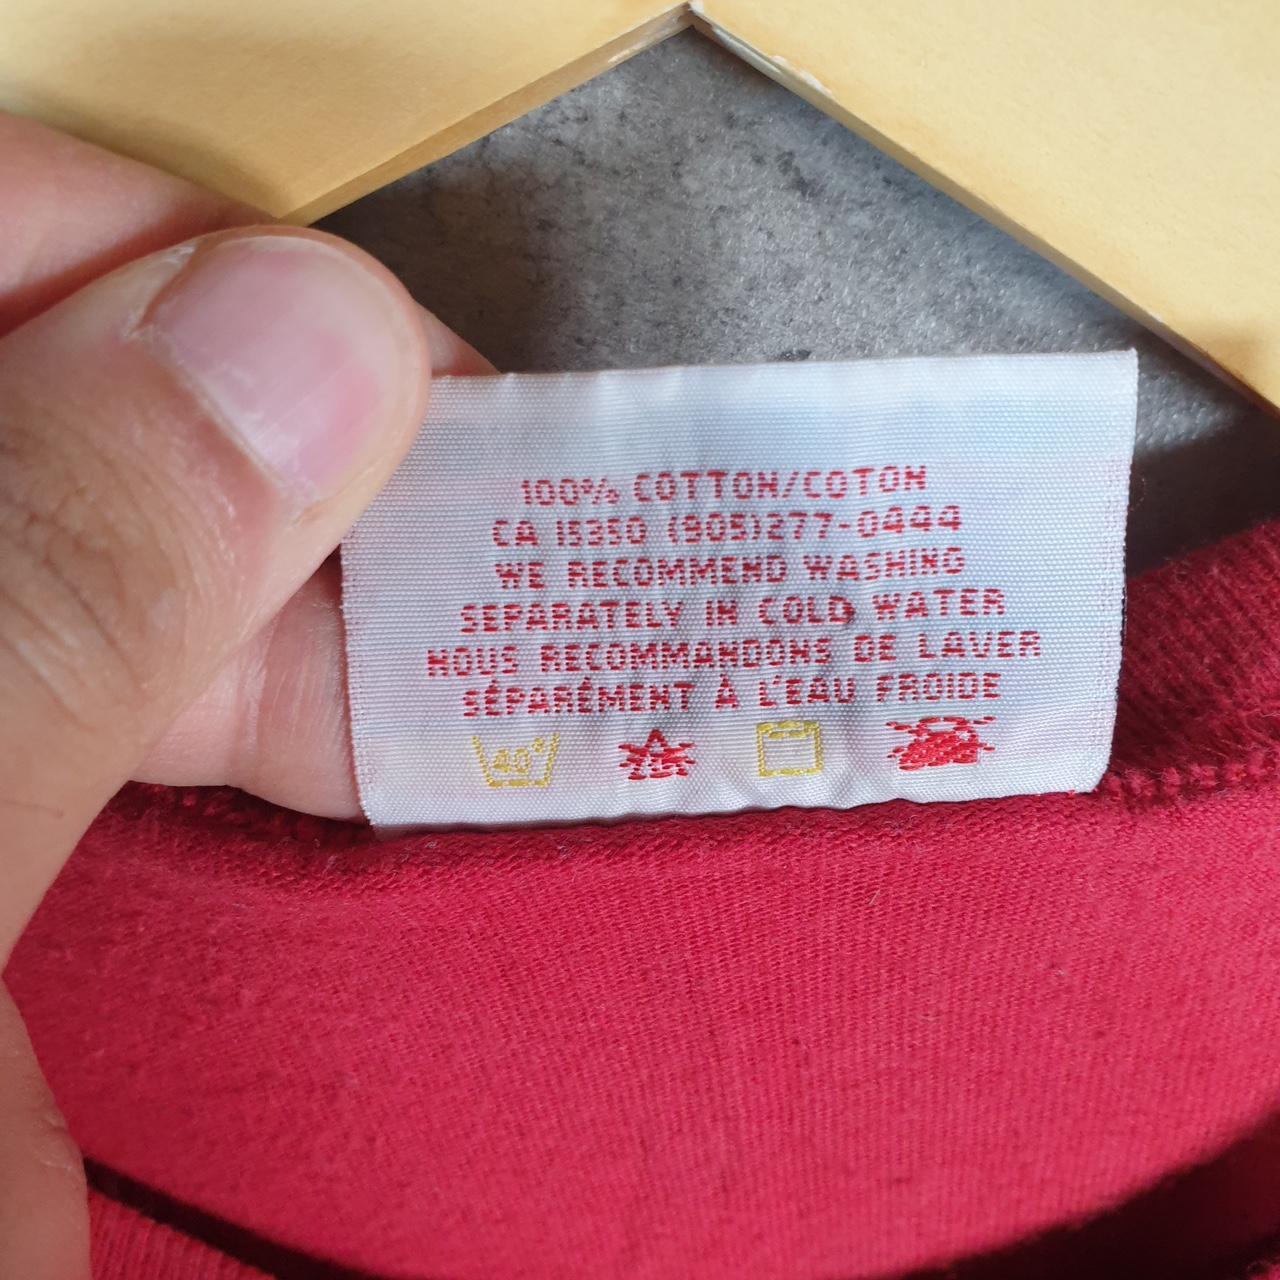 100% COTTON/COTON
CA 15350 (905)277-0444
WE RECOMMEND WASHING
SEPARATELY IN COLD WATER
NOUS RECOMMANDONS DE LAVER
SÉPARÉMENT À L'EAU FROIDE
40°